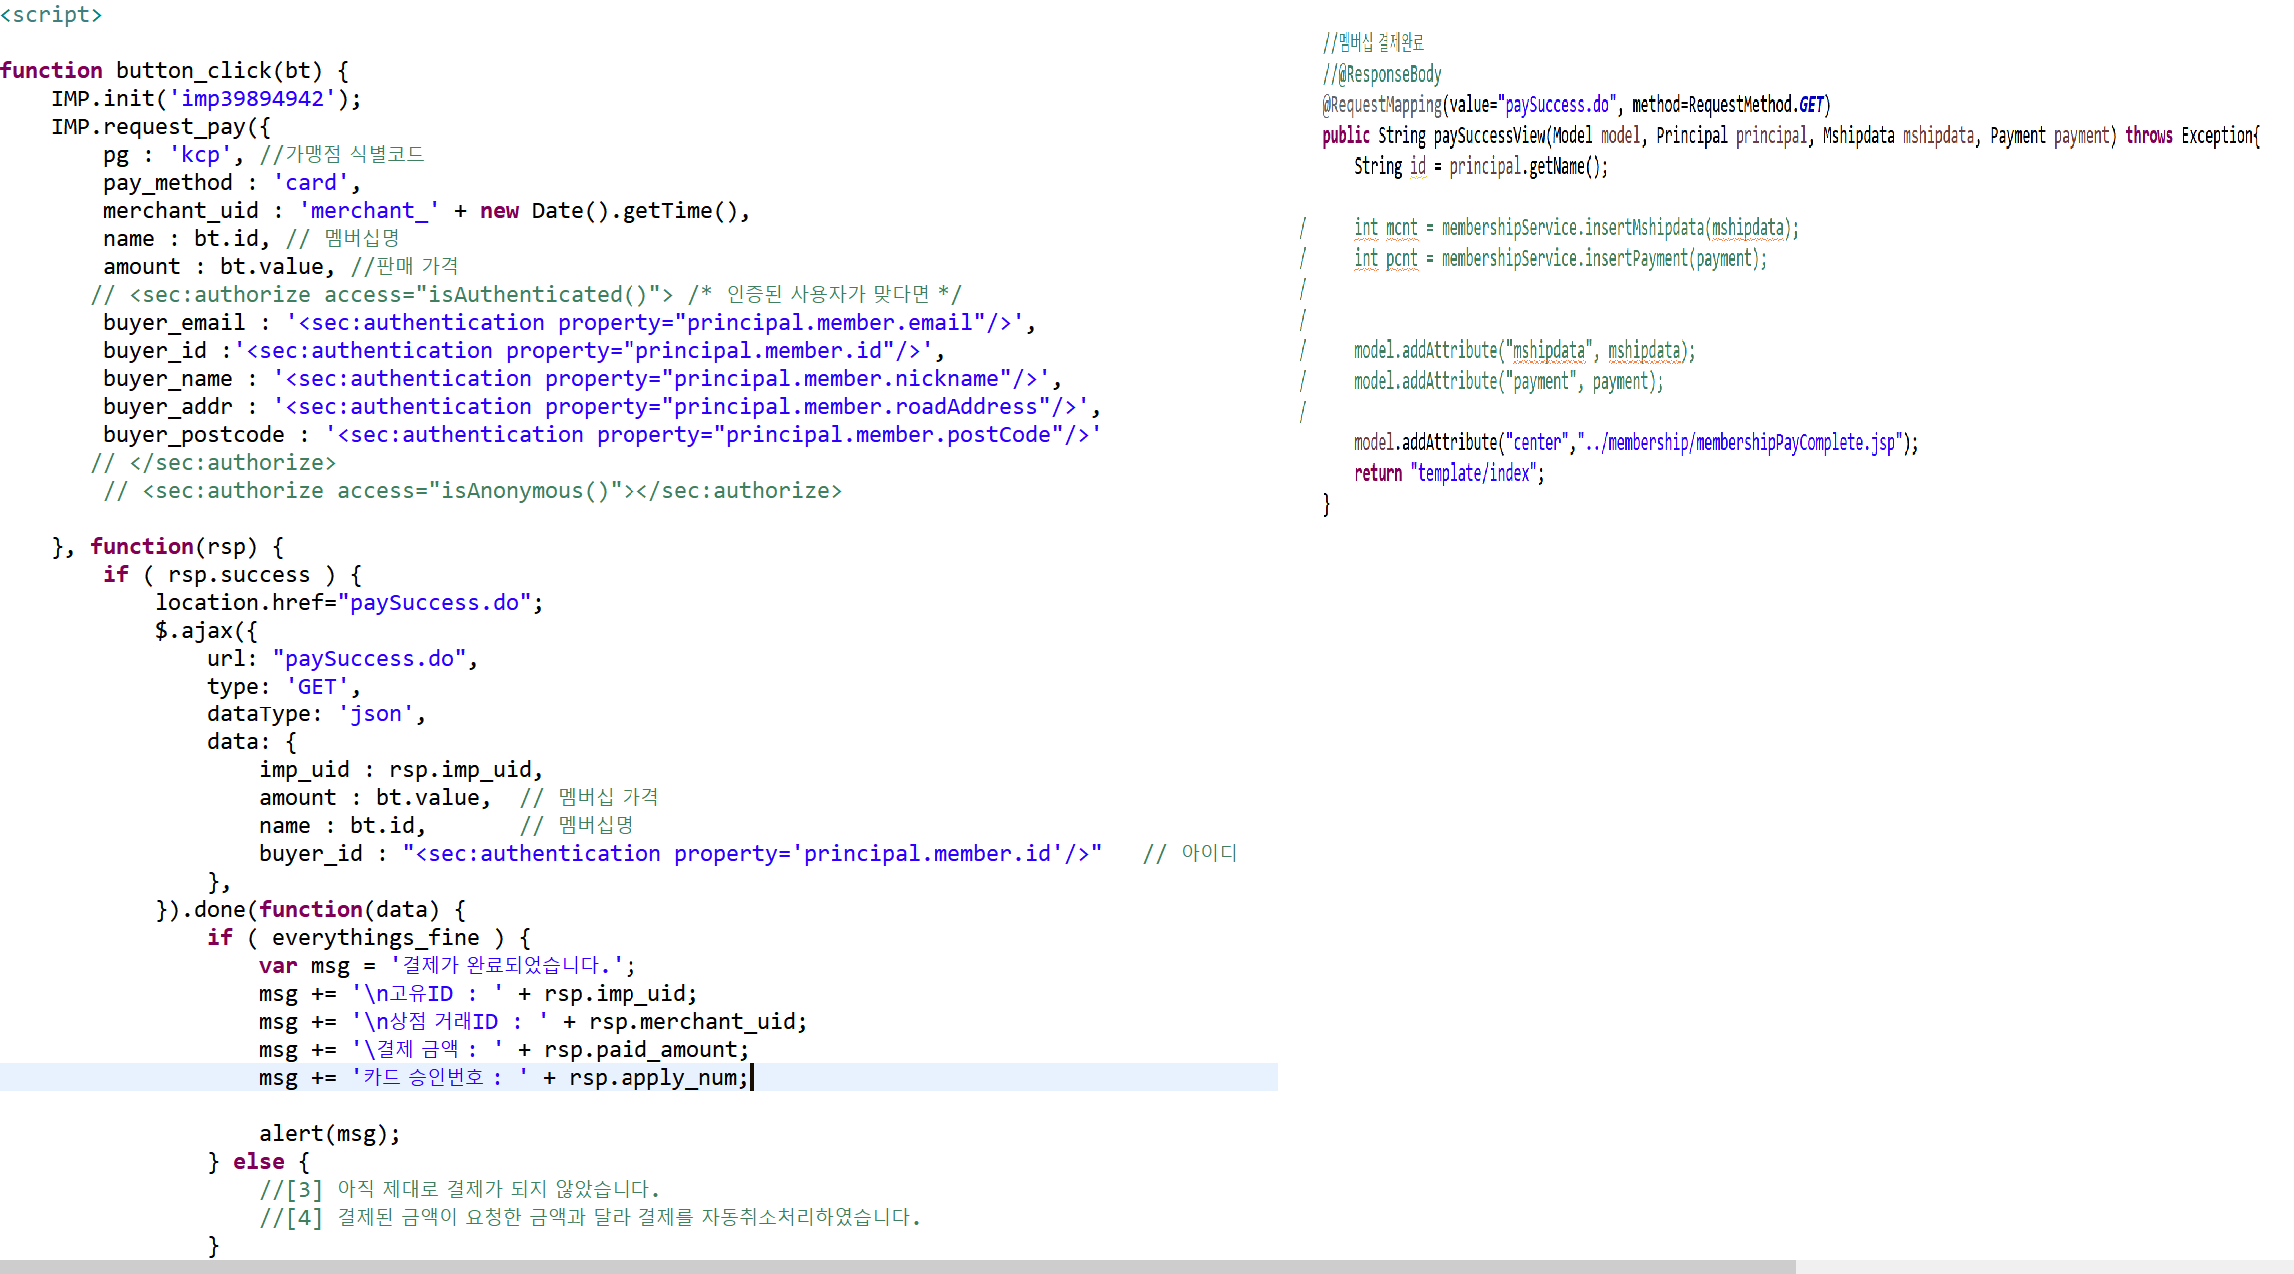 <script>
function button_click(bt) {
IMP.init('imp39894942');
IMP.request_pay({
pg : 'kcp', //가맹점 식별코드
pay_method : 'card',
merchant_uid : 'merchant_' + new Date().getTime(),
name : bt.id, // 멤버십명
amount : bt.value, //판매 가격
// <sec:authorize access="isAuthenticated()"> /* 인증된 사용자가 맞다면 */
buyer_email : '<sec:authentication property="principal.member.email"/>',
buyer_id :'<sec:authentication property="principal.member.id"/>',
buyer_name : '<sec:authentication property="principal.member.nickname"/>',
buyer_addr : '<sec:authentication property="principal.member.roadAddress"/>',
buyer_postcode : '<sec:authentication property="principal.member.postCode"/>'
// </sec:authorize>
// <sec:authorize access="isAnonymous()"></sec:authorize>
}, function(rsp) {
if ( rsp.success ) {
location.href="paySuccess.do";
$.ajax({
url: "paySuccess.do",
type: 'GET',
dataType: 'json',
data: {
imp_uid : rsp.imp_uid,
amount : bt.value, // 멤버십 가격
name : bt.id, // 멤버십명
buyer_id : "<sec:authentication property='principal.member.id'/>" // 아이디
},
}).done(function(data) {
if ( everythings_fine ) {
var msg = '결제가 완료되었습니다.';
msg += '\n고유ID : ' + rsp.imp_uid;
msg += '\n상점 거래ID : ' + rsp.merchant_uid;
msg += '\결제 금액 : ' + rsp.paid_amount;
msg += '카드 승인번호 : ' + rsp.apply_num;
alert(msg);
} else {
//[3] 아직 제대로 결제가 되지 않았습니다.
//[4] 결제된 금액이 요청한 금액과 달라 결제를 자동취소처리하였습니다.
}
//멤버십 결제완료
//@ResponseBody
@RequestMapping(value="paySuccess.do", method=RequestMethod.GET)
public String paySuccessView(Model model, Principal principal, Mshipdata mshipdata, Payment payment) throws Exception{
String id = principal.getName();
/ int mcnt = membershipService.insertMshipdata(mshipdata);
/ int pcnt = membershipService.insertPayment(payment);
/
/
/ model.addAttribute("mshipdata", mshipdata);
/ model.addAttribute("payment", payment);
/
model.addAttribute("center","../membership/membershipPayComplete.jsp");
return "template/index";
}